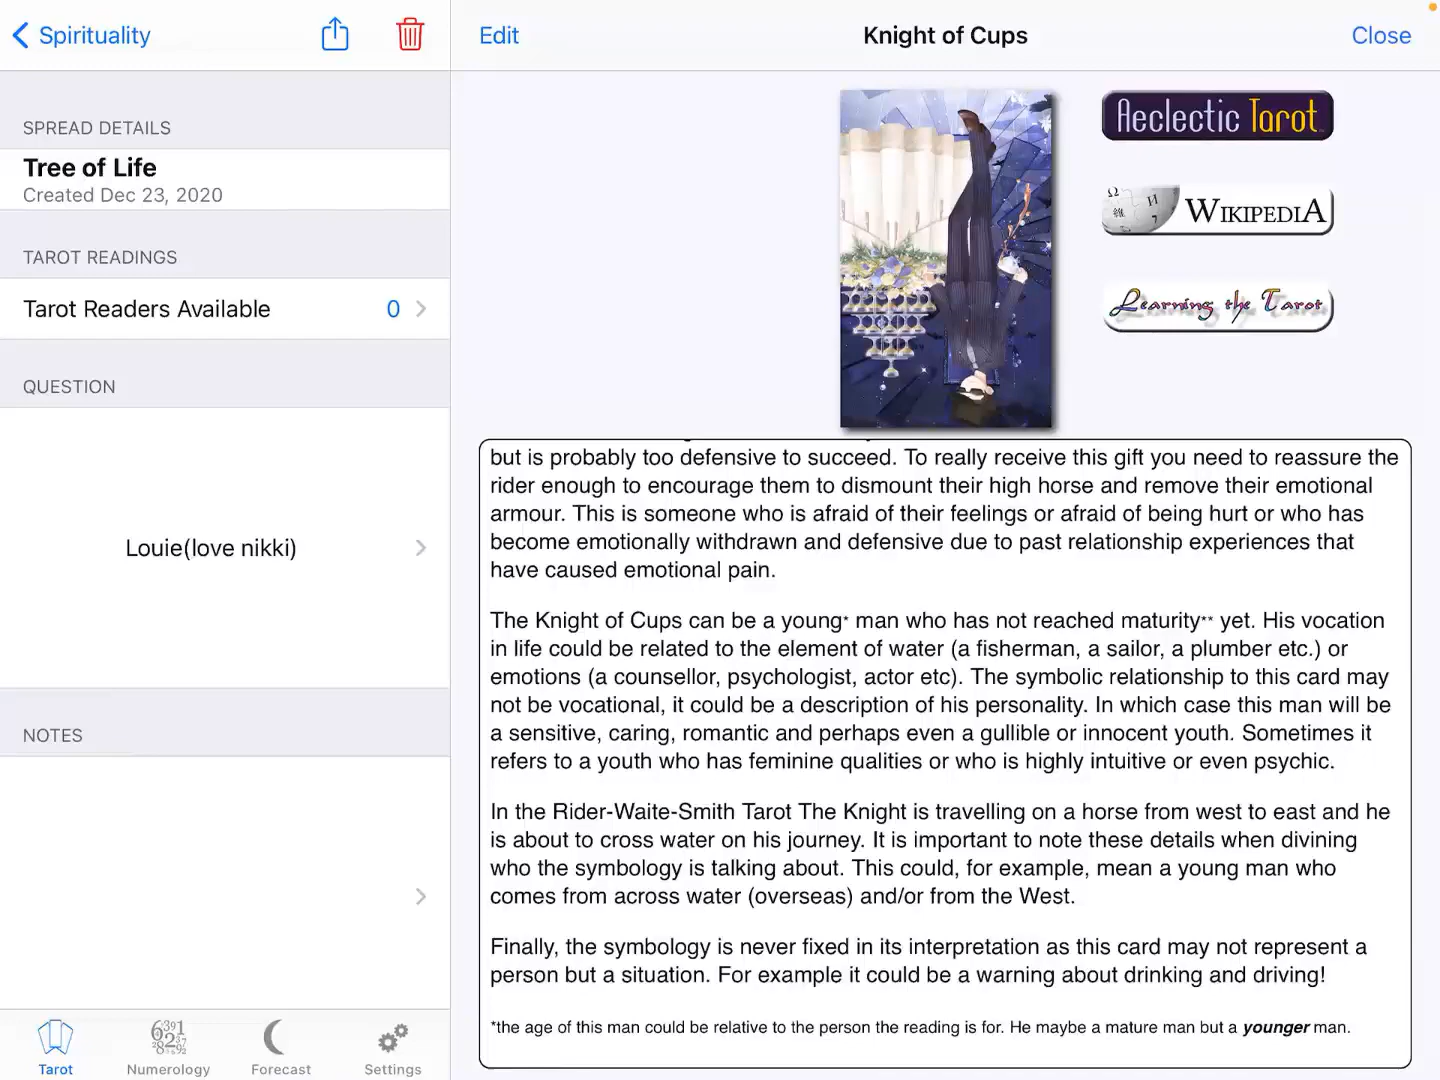 Spirituality
Edit
Knight of Cups
Close
SPREAD DETAILS
Tree of Life
Created Dec 23, 2020
TAROT READINGS
Tarot Readers Available 0
QUESTION
Louie(love nikki)
NOTES
Aeclectic Tarot
WIKIPEDIA
Learning the Tarot
but is probably too defensive to succeed. To really receive this gift you need to reassure the
rider enough to encourage them to dismount their high horse and remove their emotional
armour. This is someone who is afraid of their feelings or afraid of being hurt or who has
become emotionally withdrawn and defensive due to past relationship experiences that
have caused emotional pain.
The Knight of Cups can be a young* man who has not reached maturity** yet. His vocation
in life could be related to the element of water (a fisherman, a sailor, a plumber etc.) or
emotions (a counsellor, psychologist, actor etc). The symbolic relationship to this card may
not be vocational, it could be a description of his personality. In which case this man will be
a sensitive, caring, romantic and perhaps even a gullible or innocent youth. Sometimes it
refers to a youth who has feminine qualities or who is highly intuitive or even psychic.
In the Rider-Waite-Smith Tarot The Knight is travelling on a horse from west to east and he
is about to cross water on his journey. It is important to note these details when divining
who the symbology is talking about. This could, for example, mean a young man who
comes from across water (overseas) and/or from the West.
Finally, the symbology is never fixed in its interpretation as this card may not represent a
person but a situation. For example it could be a warning about drinking and driving!
*the age of this man could be relative to the person the reading is for. He maybe a mature man but a younger man.
Tarot
Numerology
Forecast
Settings